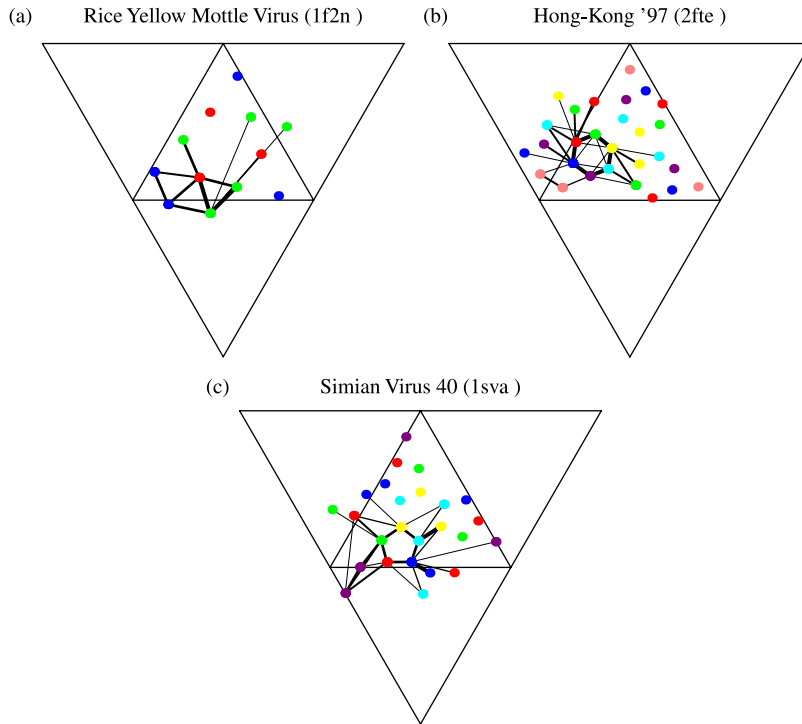 (a) Rice Yellow Mottle Virus (1f2n )
(b) Hong-Kong ’97 (2fte )
(c) Simian Virus 40 (1sva )